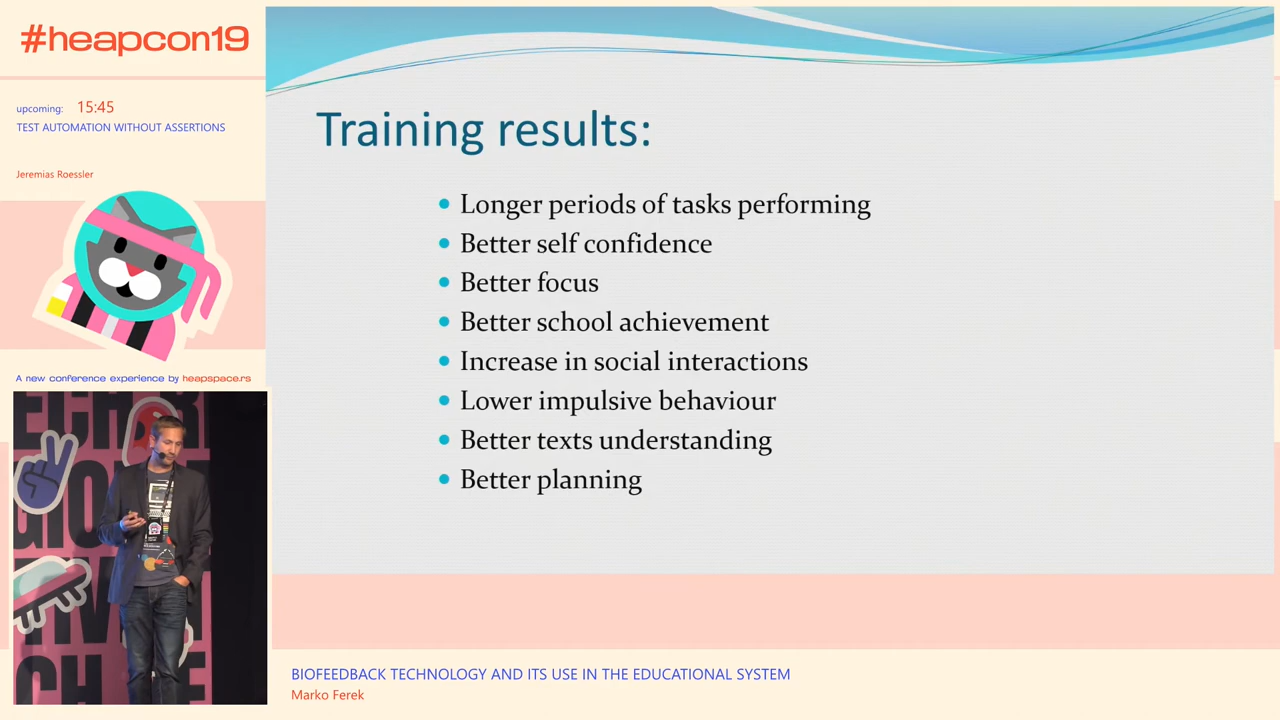 #heapcon19
upcoming: 15:45
TEST AUTOMATION WITHOUT ASSERTIONS
Jeremias Roessler
A new conference experience by heapspace.rs
Training results:
Longer periods of tasks performing
Better self confidence
Better focus
Better school achievement
Increase in social interactions
Lower impulsive behaviour
Better texts understanding
Better planning
BIOFEEDBACK TECHNOLOGY AND ITS USE IN THE EDUCATIONAL SYSTEM
Marko Ferek